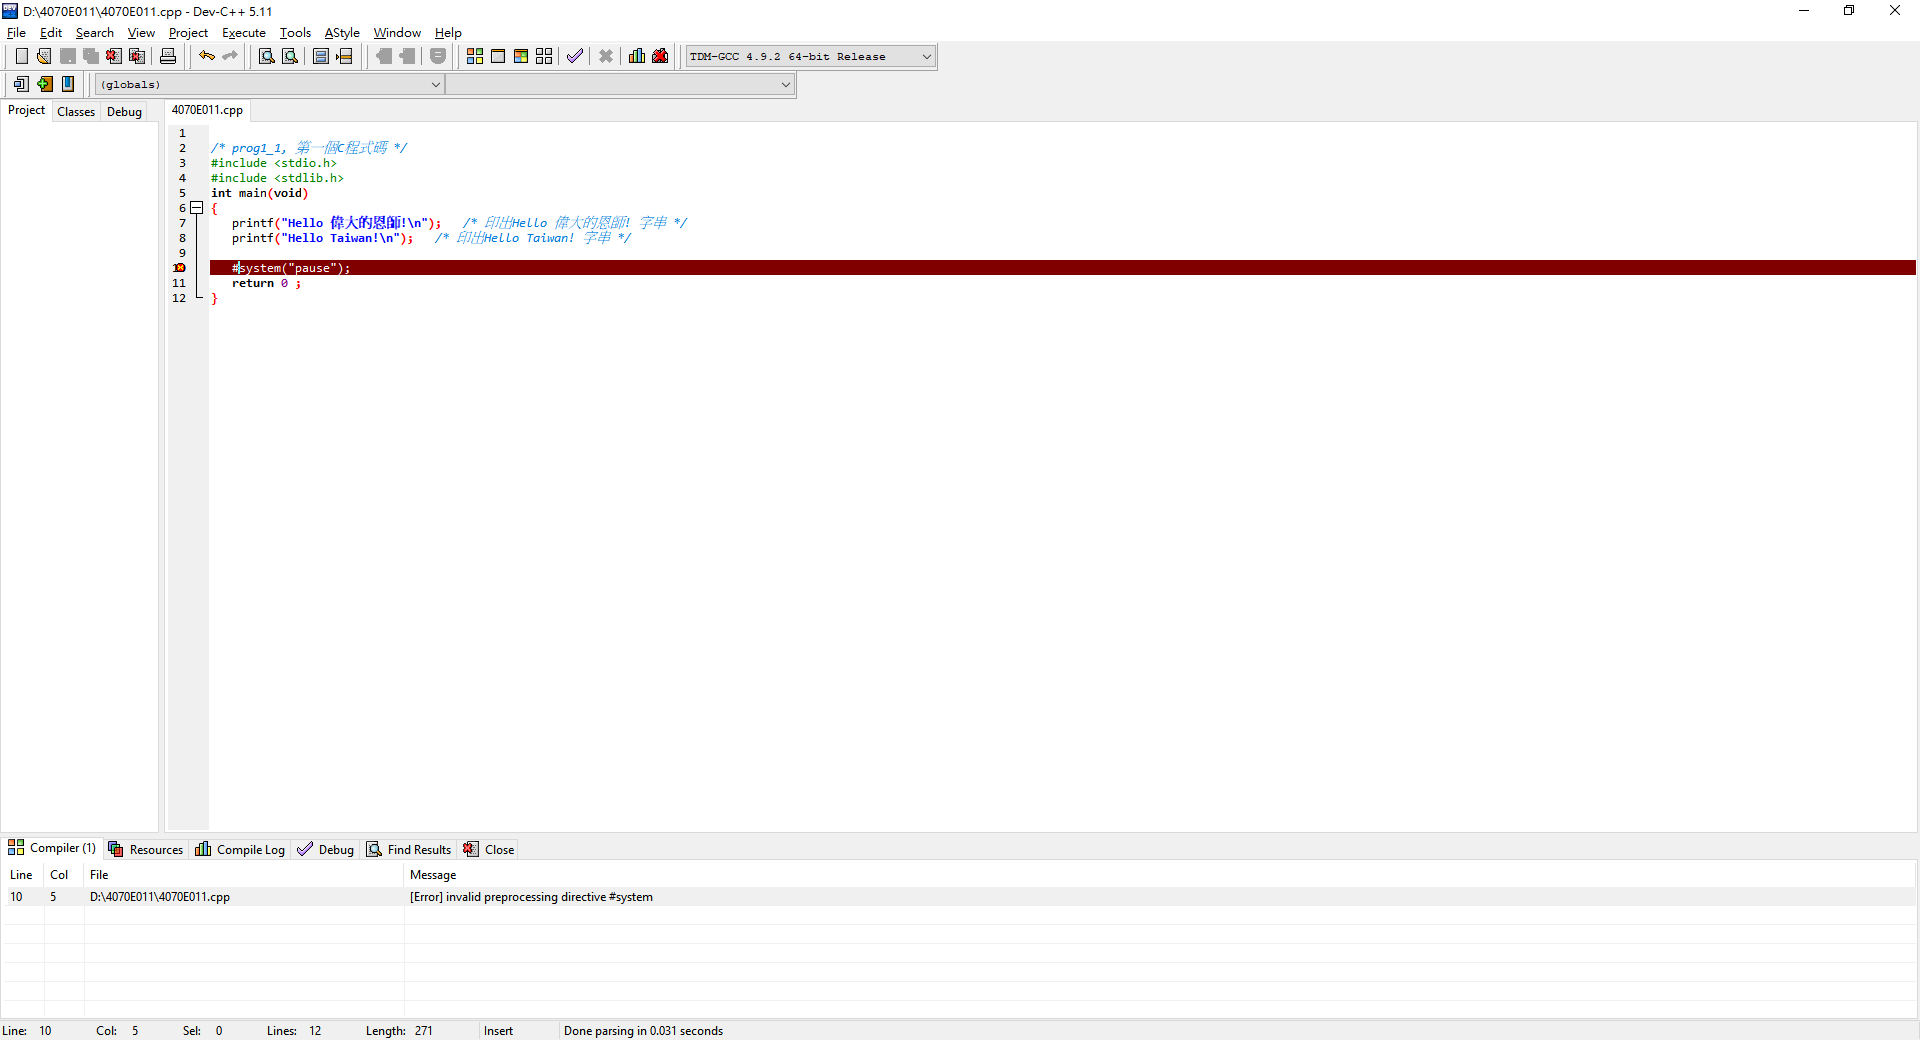 D:\4070E011\4070E011.cpp - Dev-C++ 5.11
File Edit Search View Project Execute Tools AStyle Window Help
TDM-GCC 4.9.2 64-bit Release
(globals)
Project Classes Debug 4070E011.cpp
1
2 /* prog1_1, 第一個C程式碼 */
3 #include <stdio.h>
4 #include <stdlib.h>
5 int main(void)
6 {
7 printf("Hello 偉大的恩師!\n"); /* 印出Hello 偉大的恩師! 字串 */
8 printf("Hello Taiwan!\n"); /* 印出Hello Taiwan! 字串 */
9
#system("pause");
11 return 0 ;
12 }
Compiler (1) Resources Compile Log Debug Find Results Close
Line Col File Message
10 5 D:\4070E011\4070E011.cpp [Error] invalid preprocessing directive #system
Line: 10 Col: 5 Sel: 0 Lines: 12 Length: 271 Insert Done parsing in 0.031 seconds